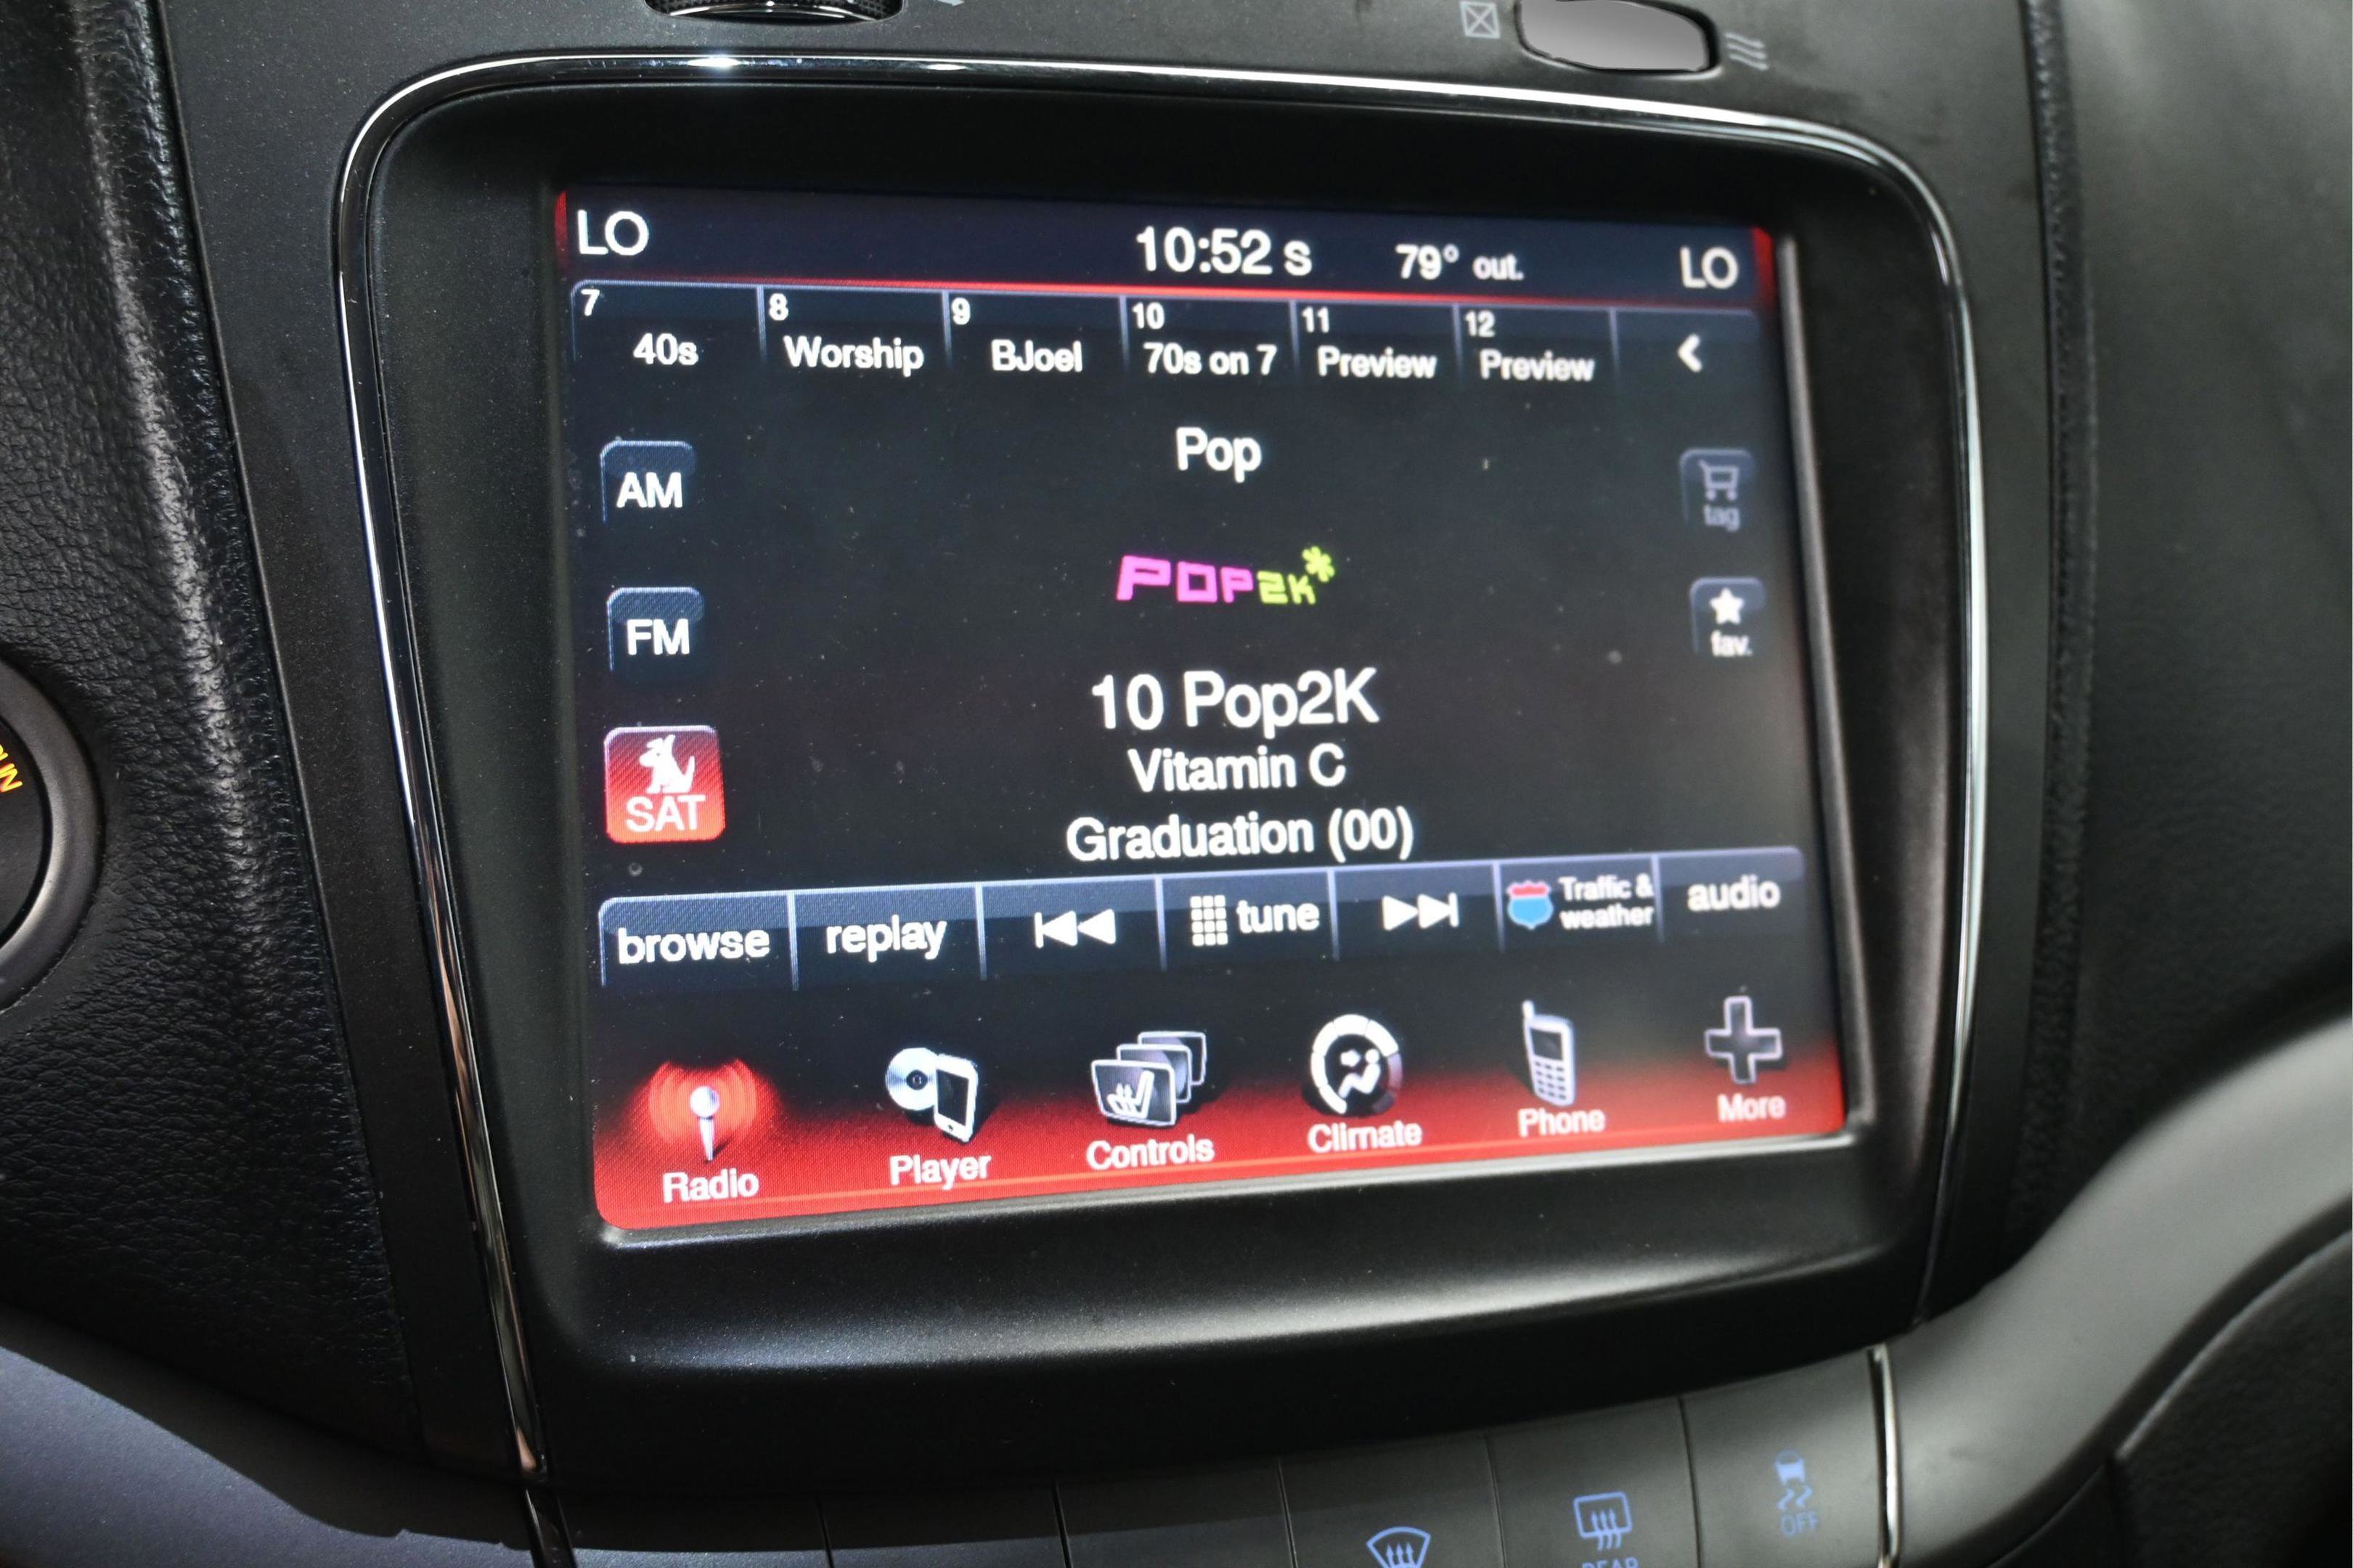 LO 10:52 s 79° out. LO
7 8 9 10 11 12
40s Worship BJoel 70s on 7 Preview Preview
Pop
AM
tag
POP2K*
FM
fav.
10 Pop2K
Vitamin C
SAT
Graduation (00)
browse replay tune Traffic & weather audio
Radio Player Controls Climate Phone More
OFF
REAR